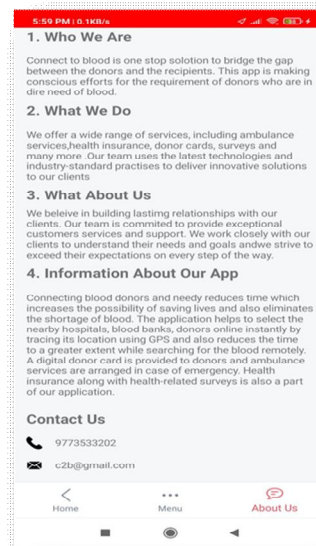 5:59 PM | 0.1KB/s
1. Who We Are
Connect to blood is one stop solotion to bridge the gap
between the donors and the recipients. This app is making
conscious efforts for the requirement of donors who are in
dire need of blood.
2. What We Do
We offer a wide range of services, including ambulance
services,health insurance, donor cards, surveys and
many more .Our team uses the latest technologies and
industry-standard practises to deliver innovative solutions
to our clients
3. What About Us
We beleive in building lastimg relationships with our
clients. Our team is commited to provide exceptional
customers services and support. We work closely with our
clients to understand their needs and goals andwe strive to
exceed their expectations on every step of the way.
4. Information About Our App
Connecting blood donors and needy reduces time which
increases the possibility of saving lives and also eliminates
the shortage of blood. The application helps to select the
nearby hospitals, blood banks, donors online instantly by
tracing its location using GPS and also reduces the time
to a greater extent while searching for the blood remotely.
A digital donor card is provided to donors and ambulance
services are arranged in case of emergency. Health
insurance along with health-related surveys is also a part
of our application.
Contact Us
9773533202
c2b@gmail.com
Home Menu About Us